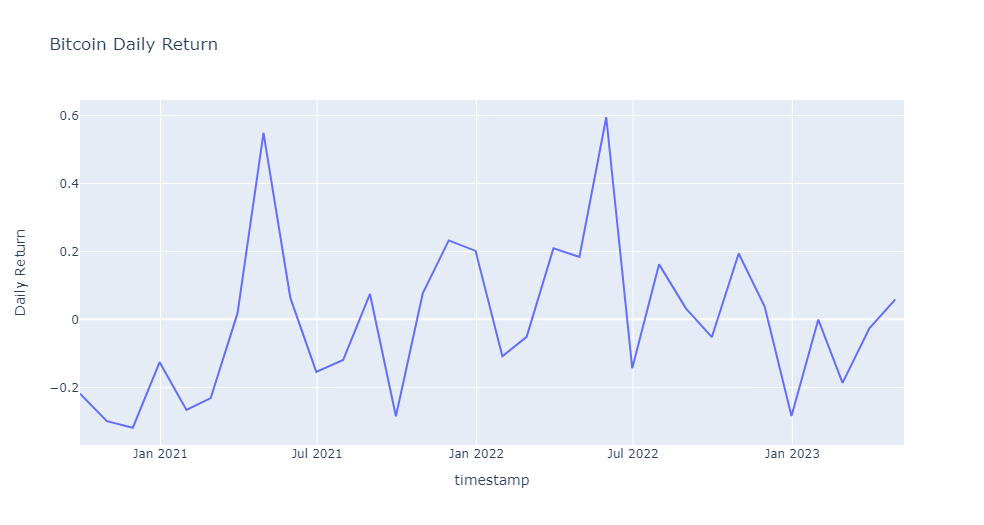 Bitcoin Daily Return
Daily Return
0.6
0.4
0.2
0
−0.2
Jan 2021
Jul 2021
Jan 2022
Jul 2022
Jan 2023
timestamp